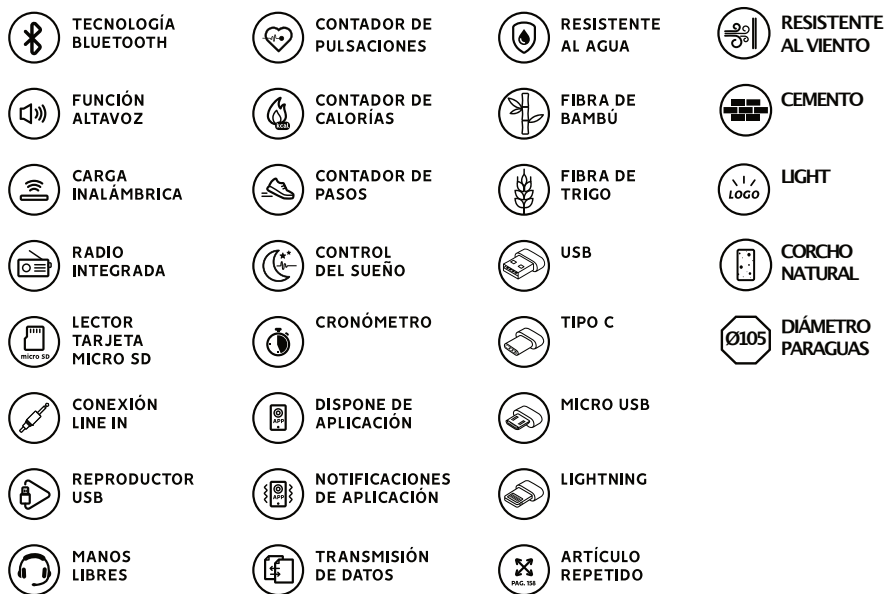 TECNOLOGÍA
BLUETOOTH
FUNCIÓN
ALTAVOZ
CARGA
INALÁMBRICA
RADIO
INTEGRADA
micro SD
LECTOR
TARJETA
MICRO SD
CONEXIÓN
LINE IN
REPRODUCTOR
USB
MANOS
LIBRES
CONTADOR DE
PULSACIONES
KCAL
CONTADOR DE
CALORÍAS
CONTADOR DE
PASOS
CONTROL
DEL SUEÑO
CRONÓMETRO
APP
DISPONE DE
APLICACIÓN
APP
NOTIFICACIONES
DE APLICACIÓN
TRANSMISIÓN
DE DATOS
RESISTENTE
AL AGUA
FIBRA DE
BAMBÚ
FIBRA DE
TRIGO
USB
TIPO C
MICRO USB
LIGHTNING
PAG. 158
ARTÍCULO
REPETIDO
RESISTENTE
AL VIENTO
CEMENTO
LOGO
LIGHT
CORCHO
NATURAL
Ø105
DIÁMETRO
PARAGUAS